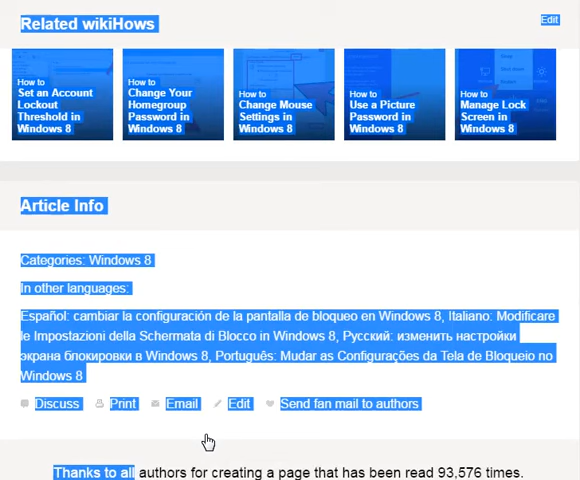 Related wikiHows
Edit
How to
Set an Account
Lockout
Threshold in
Windows 8
How to
Change Your
Homegroup
Password in
Windows 8
How to
Change Mouse
Settings in
Windows 8
How to
Use a Picture
Password in
Windows 8
How to
Manage Lock
Screen in
Windows 8
Article Info
Categories: Windows 8
In other languages:
Español: cambiar la configuración de la pantalla de bloqueo en Windows 8, Italiano: Modificare
le Impostazioni della Schermata di Blocco in Windows 8, Русский: изменить настройки
экрана блокировки в Windows 8, Português: Mudar as Configurações da Tela de Bloqueio no
Windows 8
Discuss Print Email Edit Send fan mail to authors
Thanks to all authors for creating a page that has been read 93,576 times.